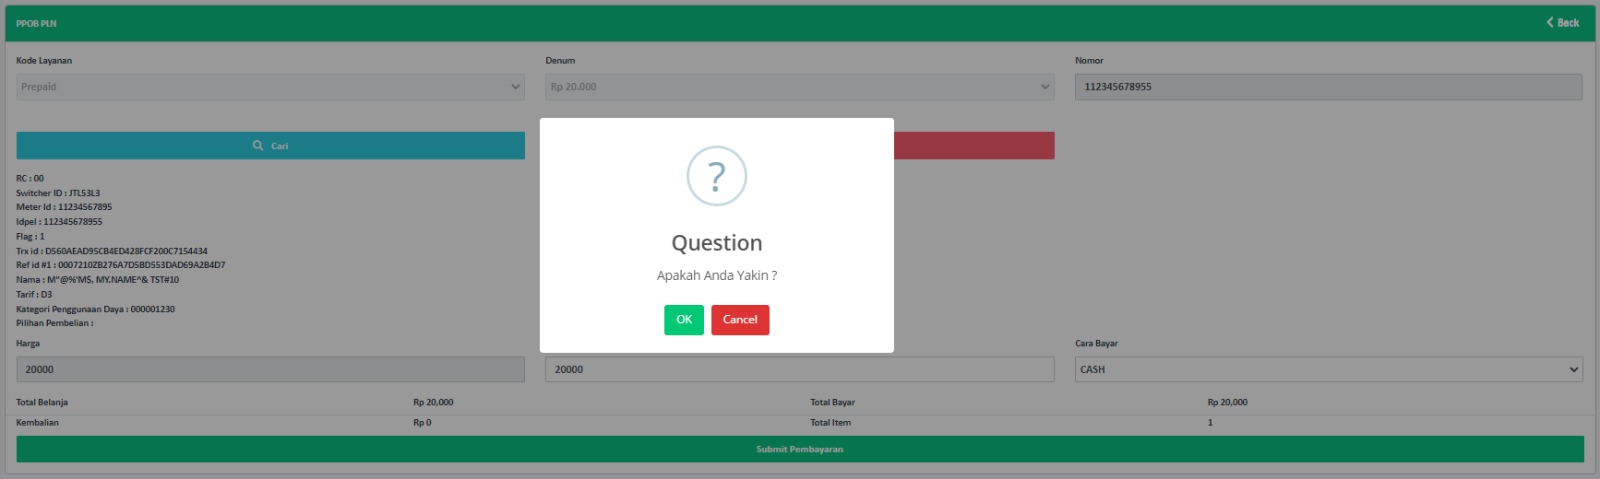 PPOB PLN
Back
Kode Layanan
Denum
Nomor
Prepaid
Rp 20.000
112345678955
Cari
RC : 00
Switcher ID : JTL53L3
Meter Id : 11234567895
Idpel : 112345678955
Flag : 1
Trx id : D560AEAD95CB4ED428FCF200C7154434
Ref id #1 : 0007210ZB276A7D5BD553DAD69A2B4D7
Nama : M"@%'M$, MY.NAME^& TST#10
Tarif : D3
Kategori Penggunaan Daya : 000001230
Pilihan Pembelian :
?
Question
Apakah Anda Yakin ?
OK
Cancel
Harga
Cara Bayar
20000
20000
CASH
Total Belanja
Rp 20,000
Total Bayar
Rp 20,000
Kembalian
Rp 0
Total Item
1
Submit Pembayaran